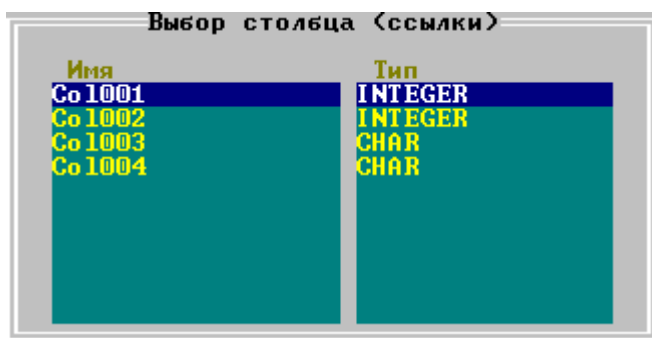 Выбор столбца (ссылки)
Имя Тип
Col001 INTEGER
Col002 INTEGER
Col003 CHAR
Col004 CHAR